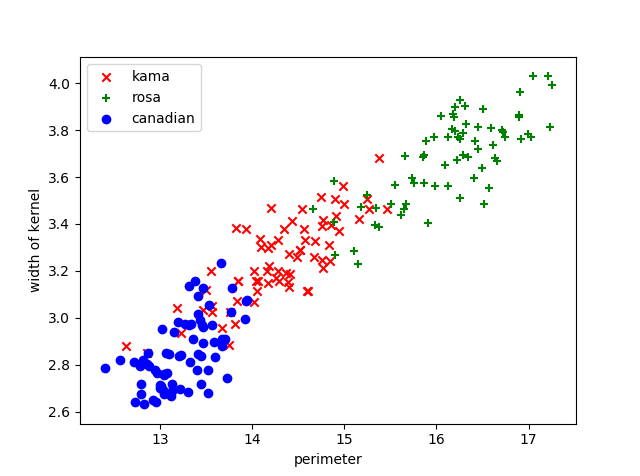 kama
rosa
canadian
4.0
3.8
3.6
3.4
3.2
3.0
2.8
2.6
width of kernel
13 14 15 16 17
perimeter